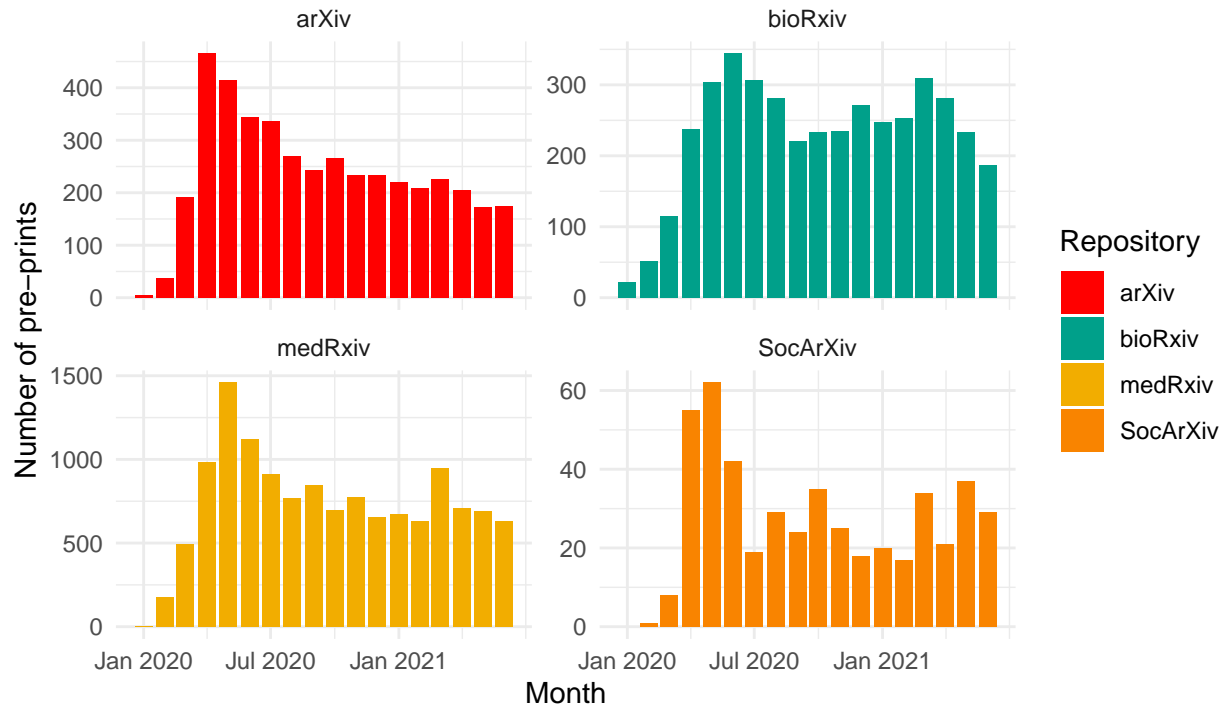 arXiv
bioRxiv
400
300
200
100
0
300
200
100
0
medRxiv
SocArXiv
1500
1000
500
0
60
40
20
0
Jan 2020 Jul 2020 Jan 2021
Jan 2020 Jul 2020 Jan 2021
Month
Number of pre−prints
Repository
arXiv
bioRxiv
medRxiv
SocArXiv